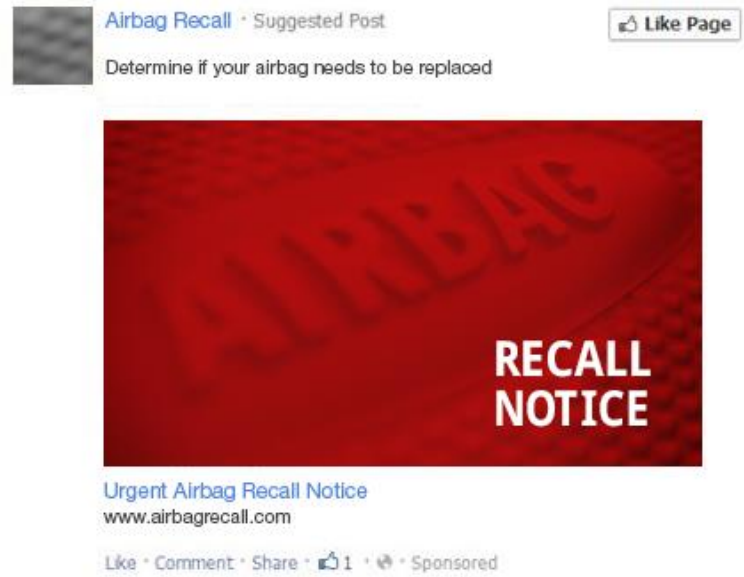 Airbag Recall · Suggested Post
Like Page
Determine if your airbag needs to be replaced
AIRBAG
RECALL
NOTICE
Urgent Airbag Recall Notice
www.airbagrecall.com
Like · Comment · Share · 1 · · Sponsored